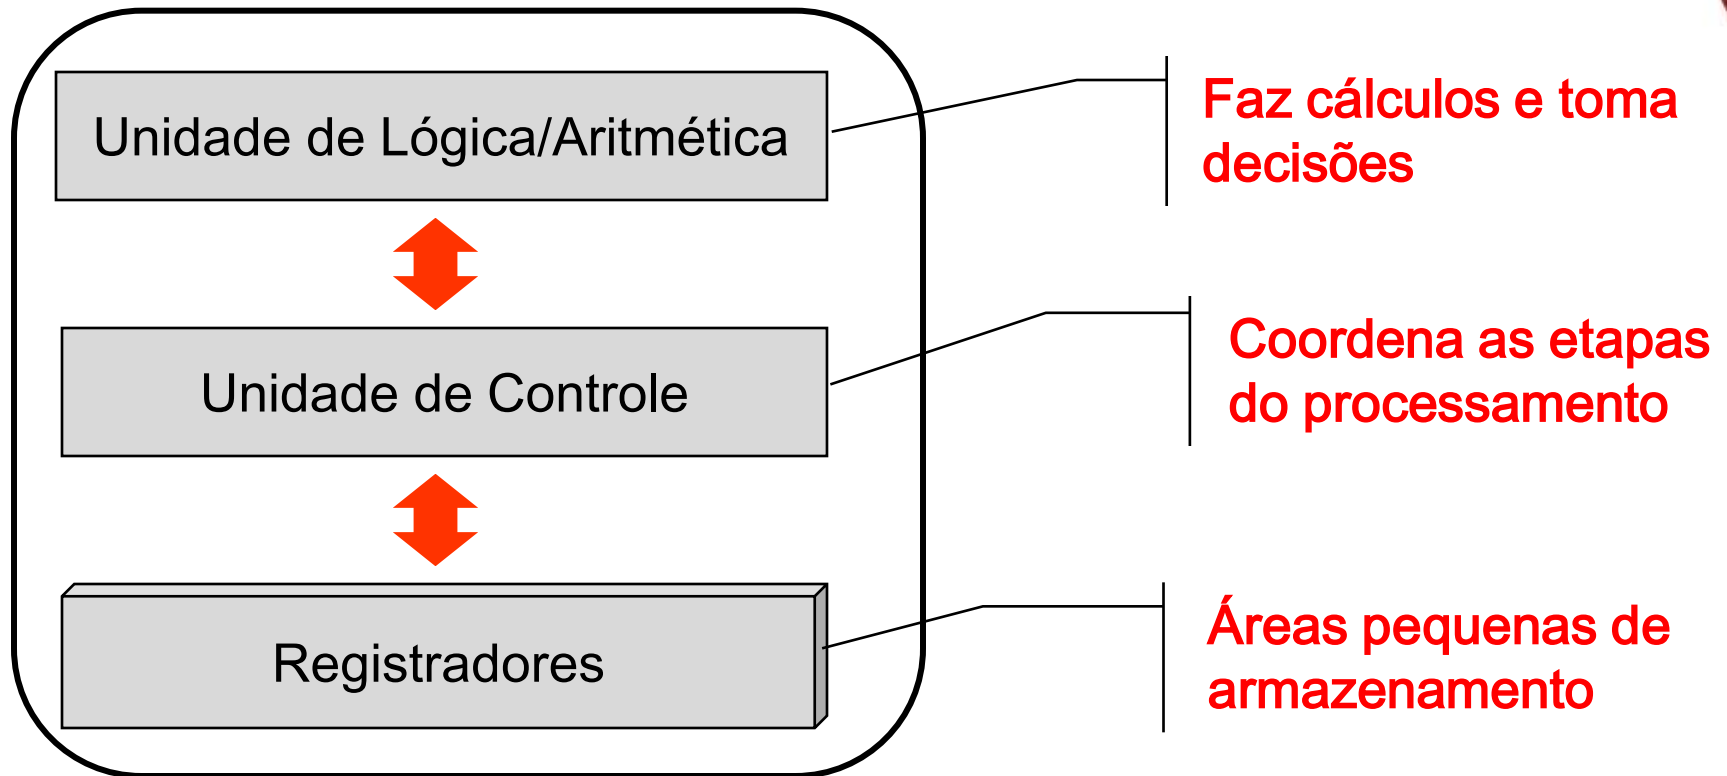 Unidade de Lógica/Aritmética
Faz cálculos e toma
decisões
Unidade de Controle
Coordena as etapas
do processamento
Registradores
Áreas pequenas de
armazenamento